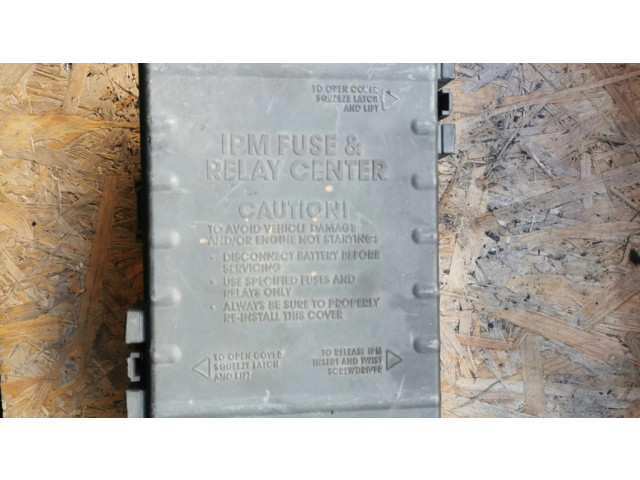 TO OPEN COVER
SQUEEZE LATCH
AND LIFT
IPM FUSE &
RELAY CENTER
CAUTION!
TO AVOID VEHICLE DAMAGE
AND/OR ENGINE NOT STARTING:
• DISCONNECT BATTERY BEFORE
SERVICING
• USE SPECIFIED FUSES AND
RELAYS ONLY
• ALWAYS BE SURE TO PROPERLY
RE-INSTALL THIS COVER
TO OPEN COVER
SQUEEZE LATCH
AND LIFT
TO RELEASE IPM
INSERT AND TWIST
SCREWDRIVER